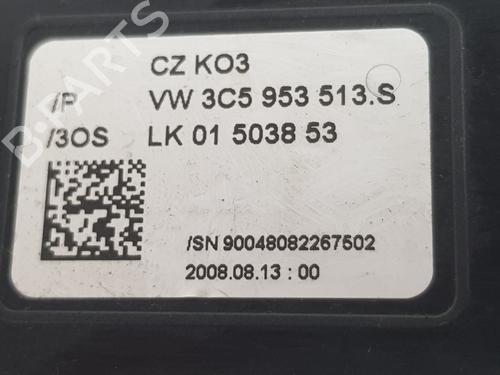 CZ KO3
/P VW 3C5 953 513.S
/3OS LK 01 5038 53
/SN 90048082267502
2008.08.13 : 00
B-PARTS